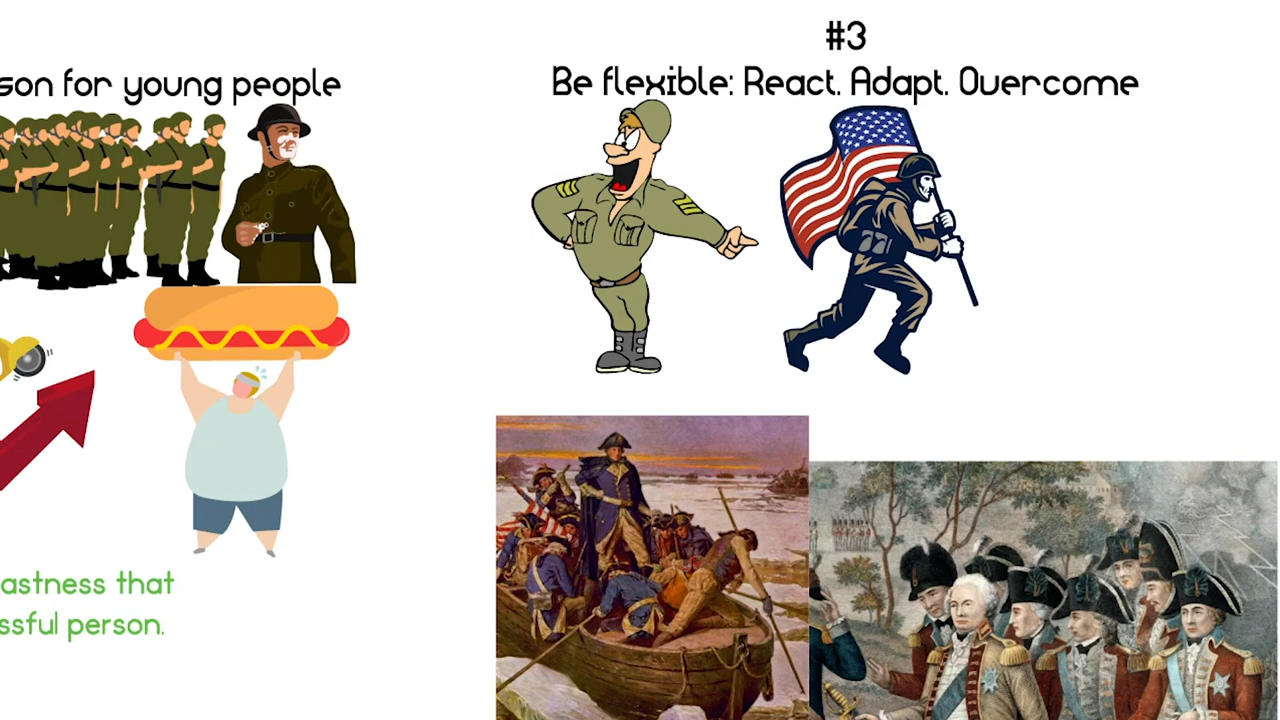 son for young people
#3
Be flexible: React. Adapt. Overcome
astness that
ssful person.